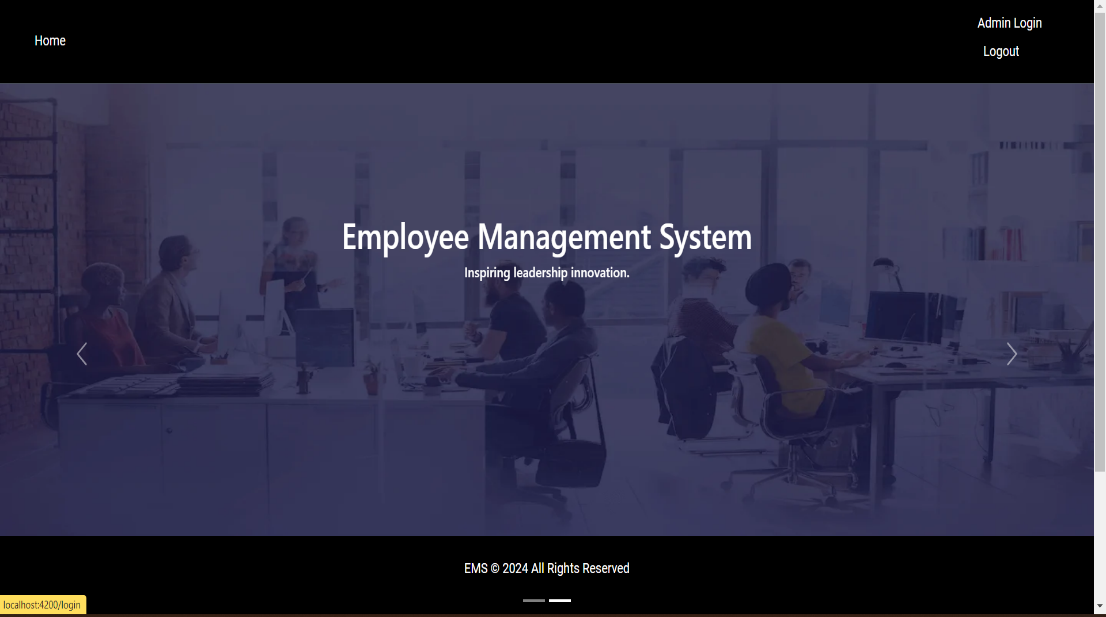 Admin Login
Home
Logout
Employee Management System
Inspiring leadership innovation.
EMS © 2024 All Rights Reserved
localhost:4200/login